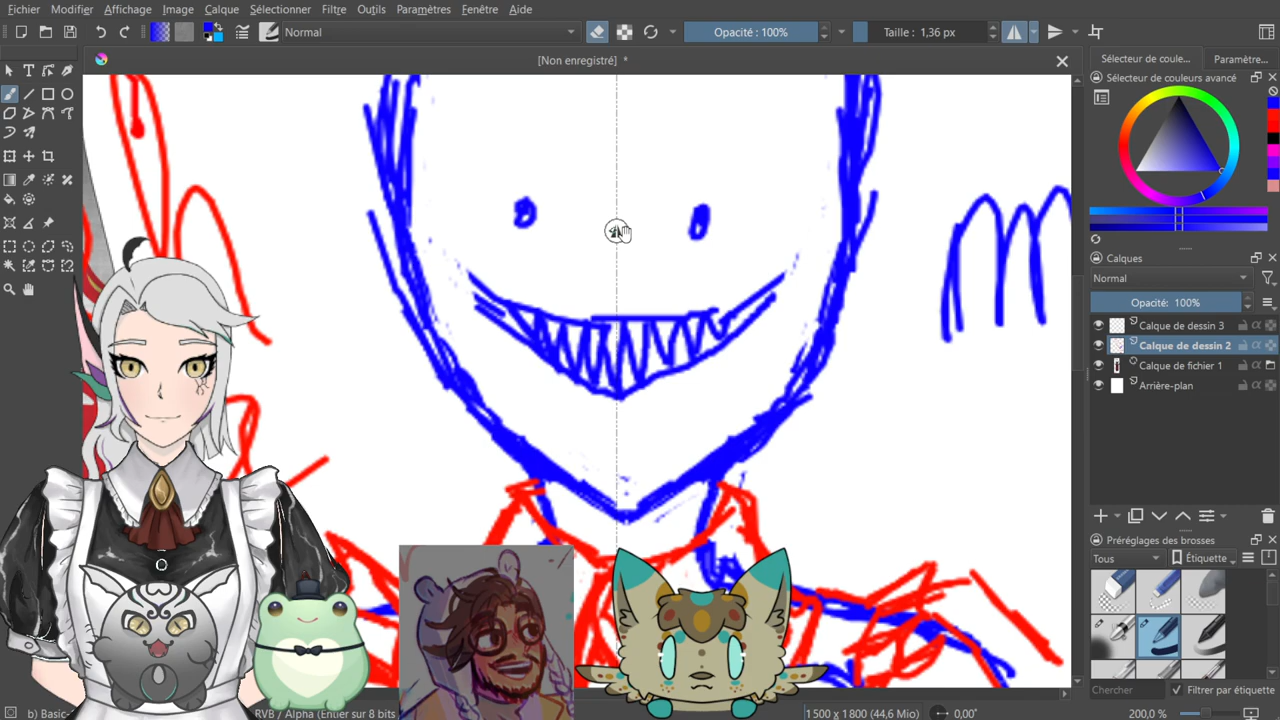 Fichier Modifier Affichage Image Calque Sélectionner Filtre Outils Paramètres Fenêtre Aide
Normal Opacité : 100% Taille : 1,36 px
[Non enregistré] *
Sélecteur de coule... Paramètre...
Sélecteur de couleurs avancé
Calques
Normal
Opacité: 100%
Calque de dessin 3
Calque de dessin 2
Calque de fichier 1
Arrière-plan
Préréglages des brosses
Tous Étiquette
Chercher Filtrer par étiquette
b) Basic- RVB / Alpha (Entier sur 8 bits 1 500 x 1 800 (44,6 Mio) 0,00° 200,0 %